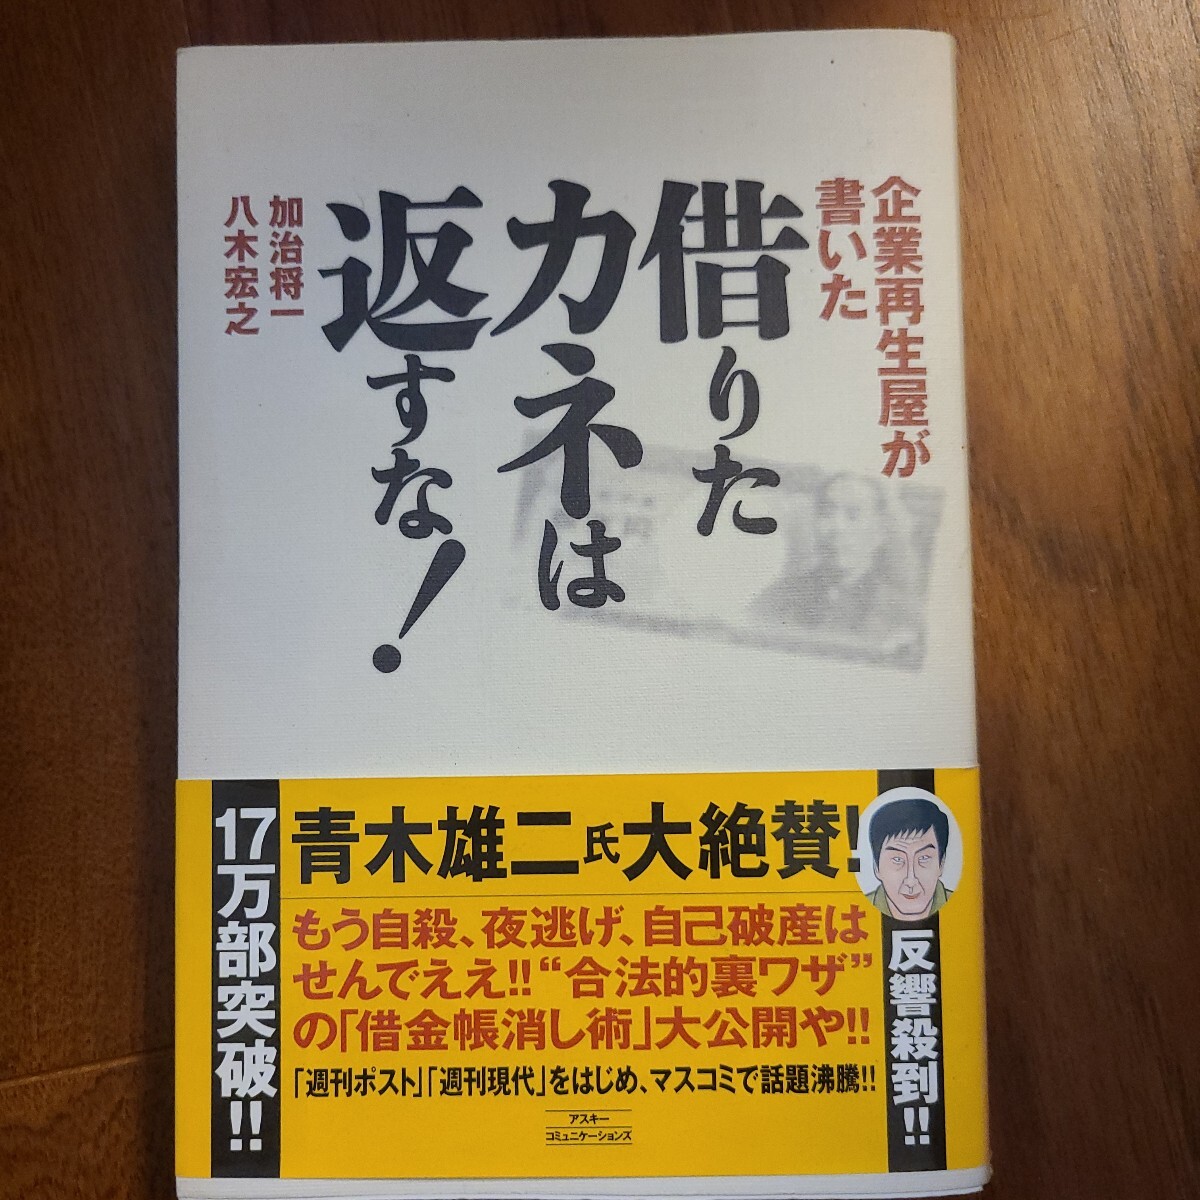 企業再生屋が
書いた
借りた
カネは
返すな!
加治将一
八木宏之
青木雄二氏大絶賛!
もう自殺、夜逃げ、自己破産は
せんでええ!!“合法的裏ワザ”
の「借金帳消し術」大公開や!!
「週刊ポスト」「週刊現代」をはじめ、マスコミで話題沸騰!!
アスキー
コミュニケーションズ
反響殺到!!
17万部突破!!